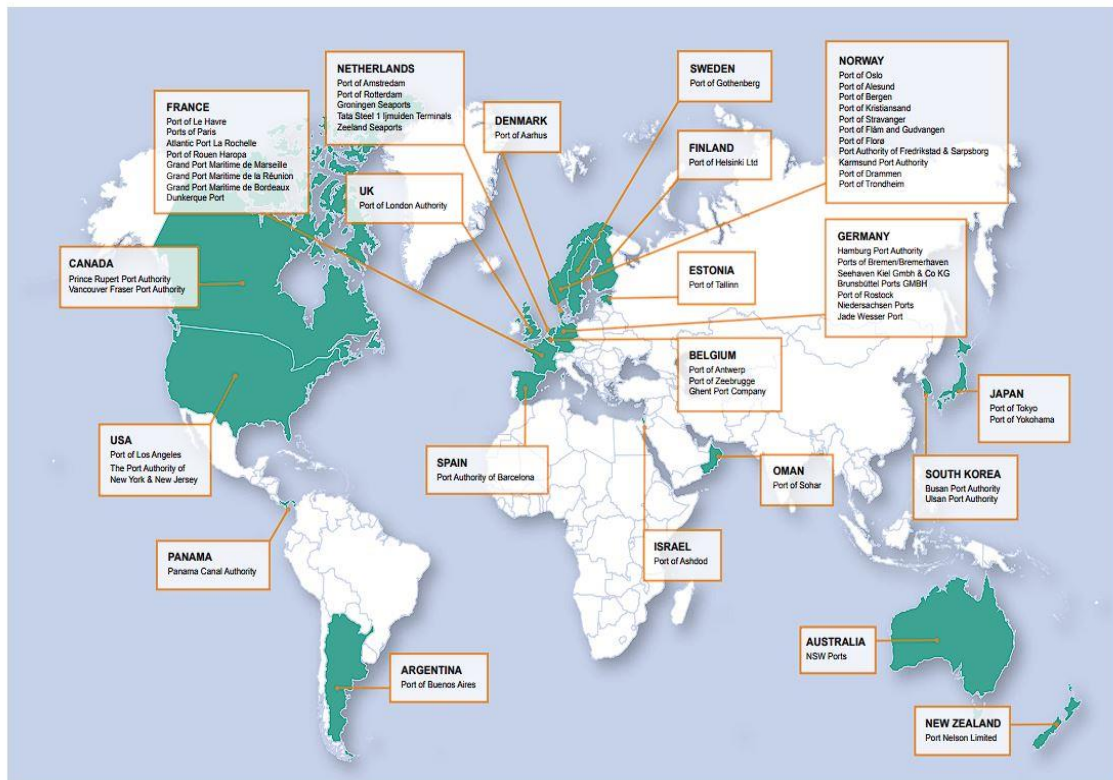 NETHERLANDS
Port of Amstredam
Port of Rotterdam
Groningen Seaports
Tata Steel 1 Ijmuiden Terminals
Zeeland Seaports
SWEDEN
Port of Gothenberg
NORWAY
Port of Oslo
Port of Alesund
Port of Bergen
Port of Kristiansand
Port of Stravanger
Port of Flåm and Gudvangen
Port of Florø
Port Authority of Fredrikstad & Sarpsborg
Karmsund Port Authority
Port of Drammen
Port of Trondheim
FRANCE
Port of Le Havre
Ports of Paris
Atlantic Port La Rochelle
Port of Rouen Haropa
Grand Port Maritime de Marseille
Grand Port Maritime de la Réunion
Grand Port Maritime de Bordeaux
Dunkerque Port
DENMARK
Port of Aarhus
FINLAND
Port of Helsinki Ltd
UK
Port of London Authority
GERMANY
Hamburg Port Authority
Ports of Bremen/Bremerhaven
Seehaven Kiel Gmbh & Co KG
Brunsbüttel Ports GMBH
Port of Rostock
Niedersachsen Ports
Jade Wesser Port
CANADA
Prince Rupert Port Authority
Vancouver Fraser Port Authority
ESTONIA
Port of Tallinn
BELGIUM
Port of Antwerp
Port of Zeebrugge
Ghent Port Company
JAPAN
Port of Tokyo
Port of Yokohama
USA
Port of Los Angeles
The Port Authority of
New York & New Jersey
SPAIN
Port Authority of Barcelona
OMAN
Port of Sohar
SOUTH KOREA
Busan Port Authority
Ulsan Port Authority
PANAMA
Panama Canal Authority
ISRAEL
Port of Ashdod
AUSTRALIA
NSW Ports
ARGENTINA
Port of Buenos Aires
NEW ZEALAND
Port Nelson Limited